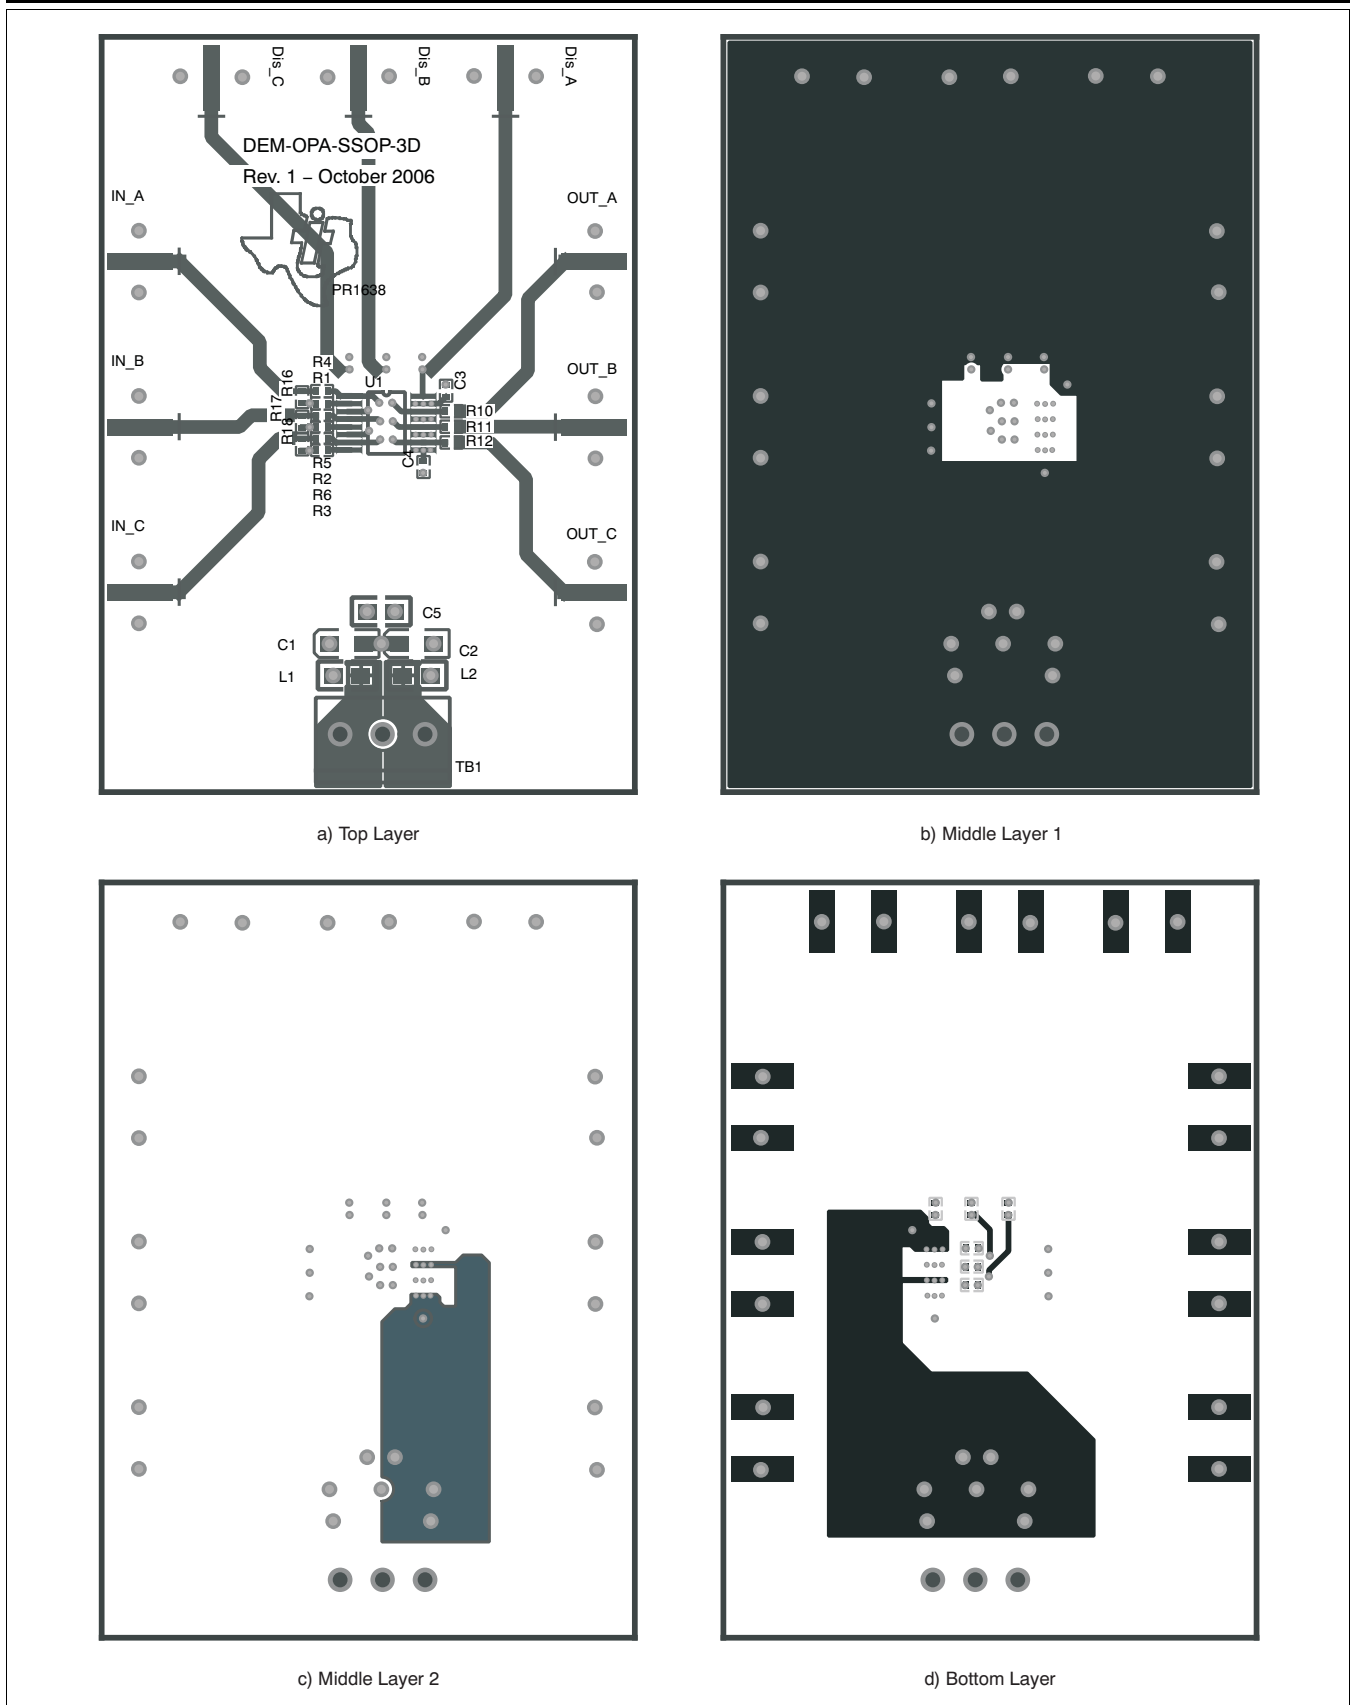 Dis_C
Dis_B
Dis_A
DEM-OPA-SSOP-3D
Rev. 1 – October 2006
IN_A
OUT_A
PR1638
IN_B
R4
R1
U1
C3
OUT_B
R16
R17
R18
R10
R11
R12
C4
R5
R2
R6
R3
IN_C
OUT_C
C5
C1
C2
L1
L2
TB1
a) Top Layer
b) Middle Layer 1
c) Middle Layer 2
d) Bottom Layer